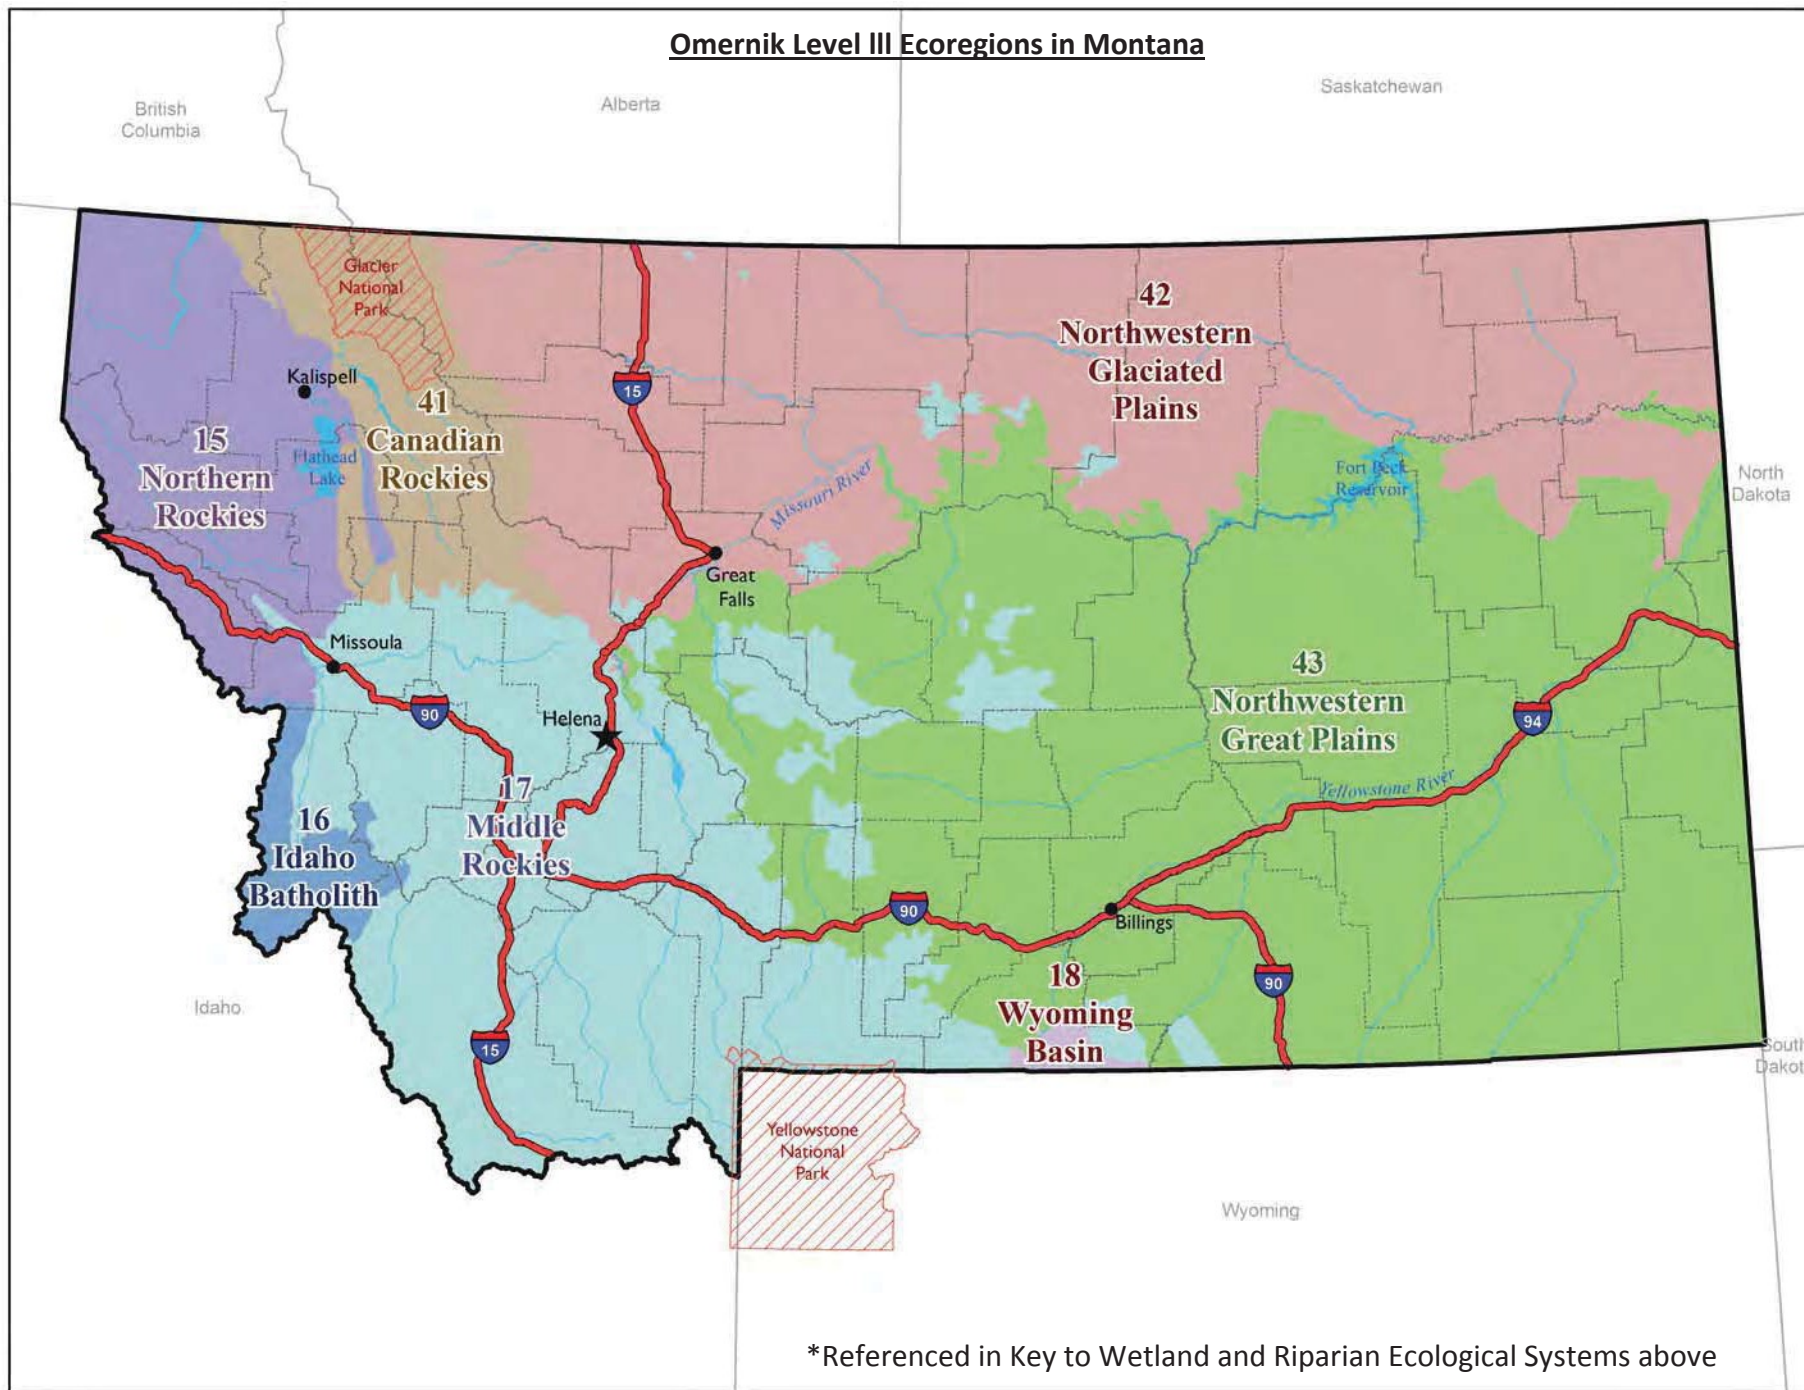 Omernik Level lll Ecoregions in Montana
British
Columbia
Alberta
Saskatchewan
Glacier
National
Park
15
42
Northwestern
Glaciated
Plains
Kalispell
41
Canadian
Rockies
15
Northern
Rockies
Flathead
Lake
Missouri River
Fort Peck
Reservoir
North
Dakota
Great
Falls
Missoula
90
Helena
43
Northwestern
Great Plains
94
17
Middle
Rockies
Yellowstone River
16
Idaho
Batholith
90
Billings
18
Wyoming
Basin
90
Idaho
15
South
Dakot
Yellowstone
National
Park
Wyoming
*Referenced in Key to Wetland and Riparian Ecological Systems above